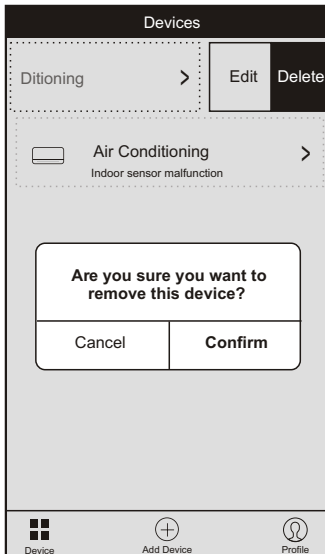 Devices
Ditioning > Edit Delete
Air Conditioning >
Indoor sensor malfunction
Are you sure you want to
remove this device?
Cancel Confirm
Device Add Device Profile